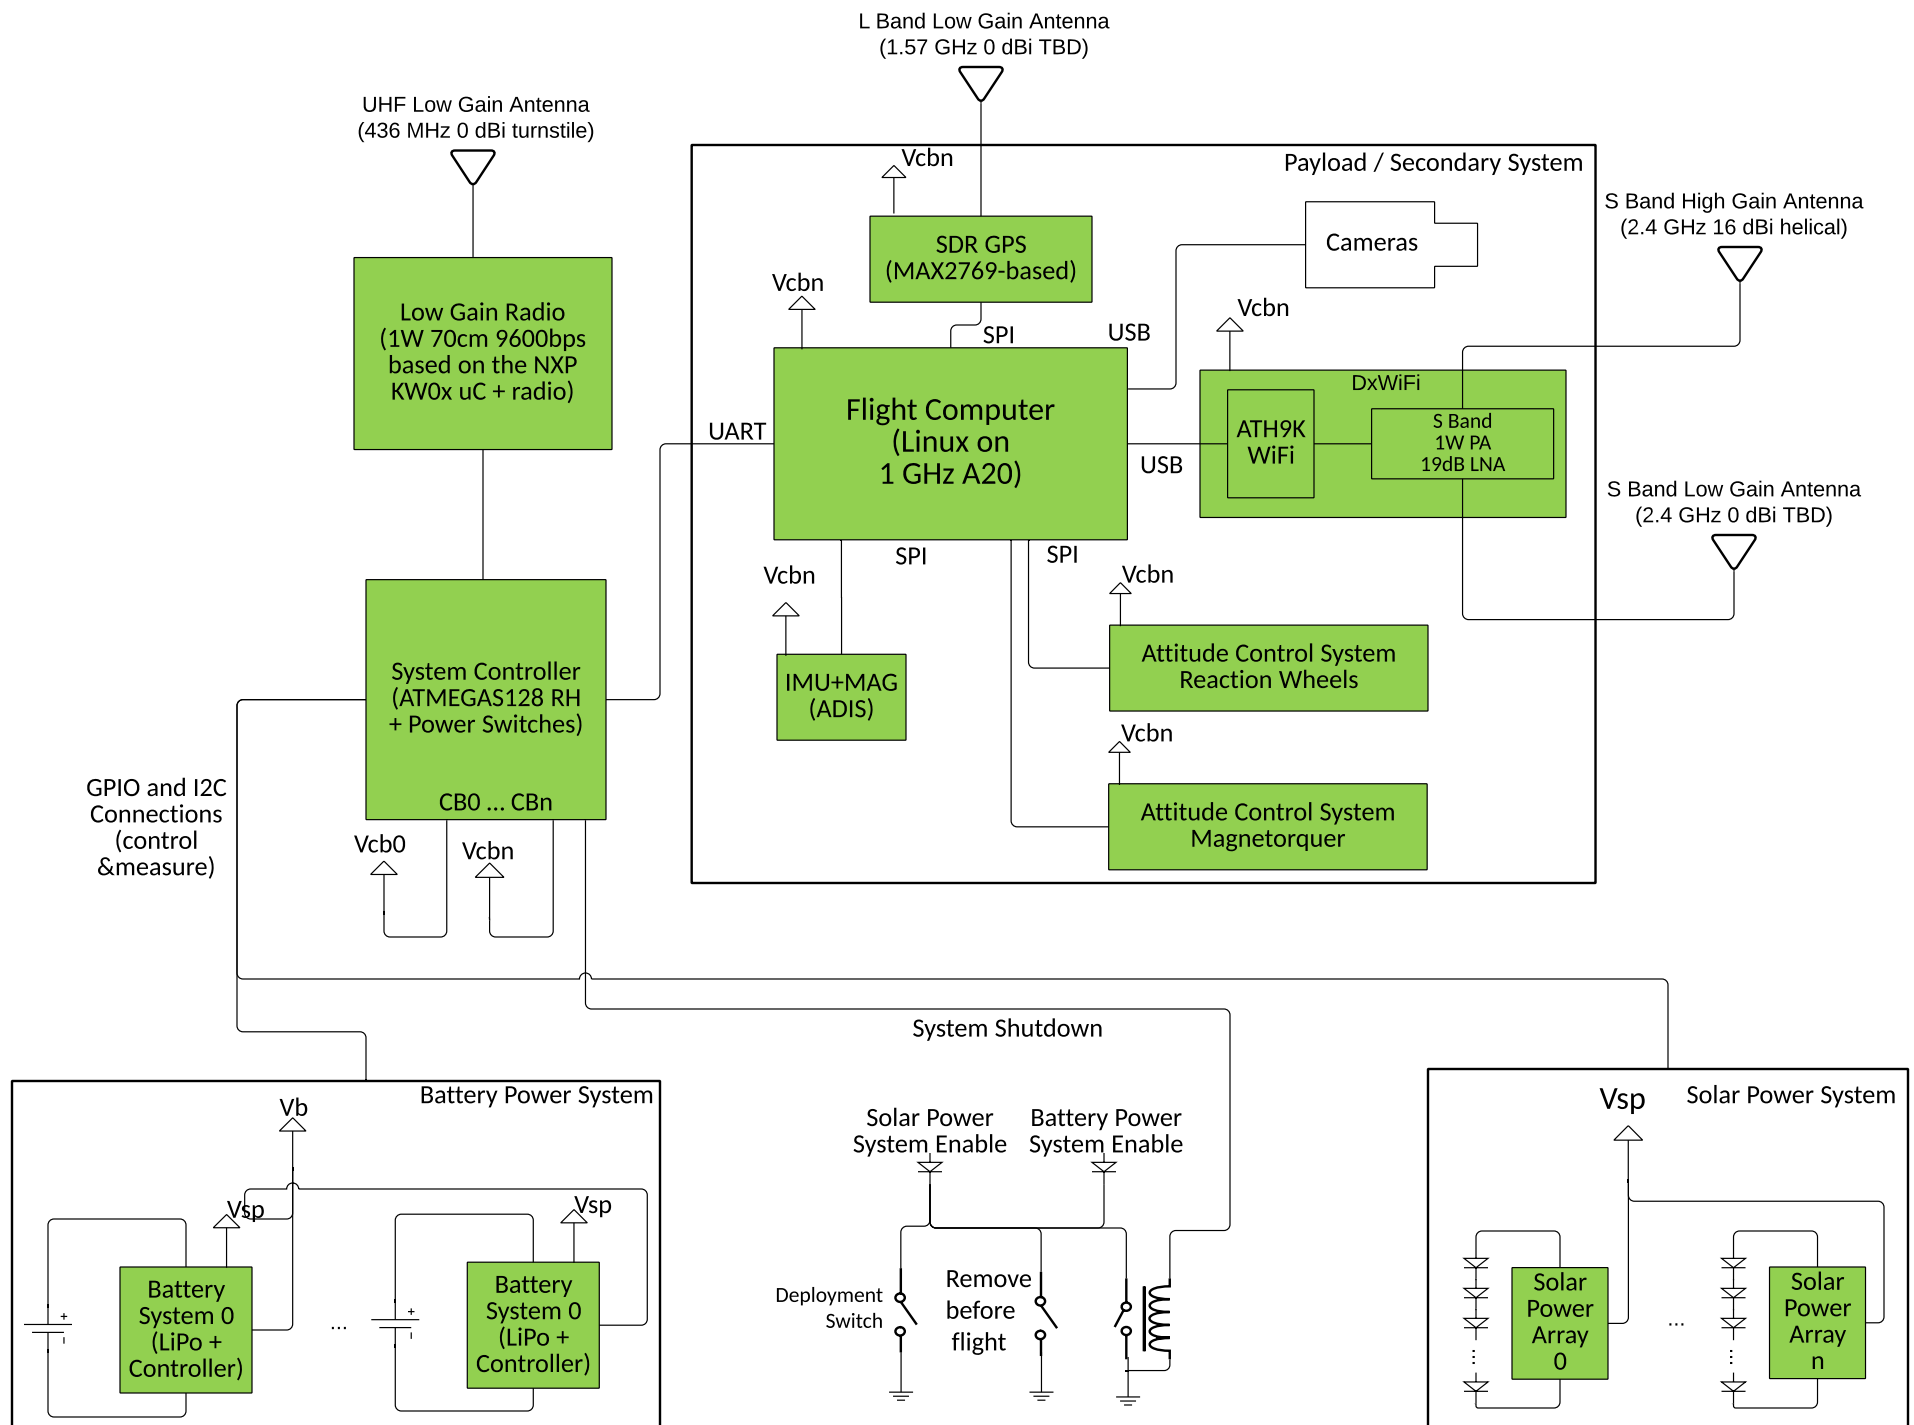 L Band Low Gain Antenna
(1.57 GHz 0 dBi TBD)
UHF Low Gain Antenna
(436 MHz 0 dBi turnstile)
Vcbn
Payload / Secondary System
S Band High Gain Antenna
(2.4 GHz 16 dBi helical)
SDR GPS
(MAX2769-based)
Cameras
Vcbn
Low Gain Radio
(1W 70cm 9600bps
based on the NXP
KW0x uC + radio)
SPI
USB
Vcbn
DxWiFi
Flight Computer
(Linux on
1 GHz A20)
UART
USB
ATH9K
WiFi
S Band
1W PA
19dB LNA
S Band Low Gain Antenna
(2.4 GHz 0 dBi TBD)
SPI
SPI
Vcbn
Vcbn
System Controller
(ATMEGAS128 RH
+ Power Switches)
IMU+MAG
(ADIS)
Attitude Control System
Reaction Wheels
Vcbn
Attitude Control System
Magnetorquer
CB0 ... CBn
GPIO and I2C
Connections
(control
&measure)
Vcb0
Vcbn
System Shutdown
Battery Power System
Vb
Vsp
Vsp
Battery
System 0
(LiPo +
Controller)
+
-
...
Battery
System 0
(LiPo +
Controller)
+
-
Solar Power
System Enable
Battery Power
System Enable
Deployment
Switch
Remove
before
flight
Vsp
Solar Power System
Solar
Power
Array
0
...
Solar
Power
Array
n
...
...